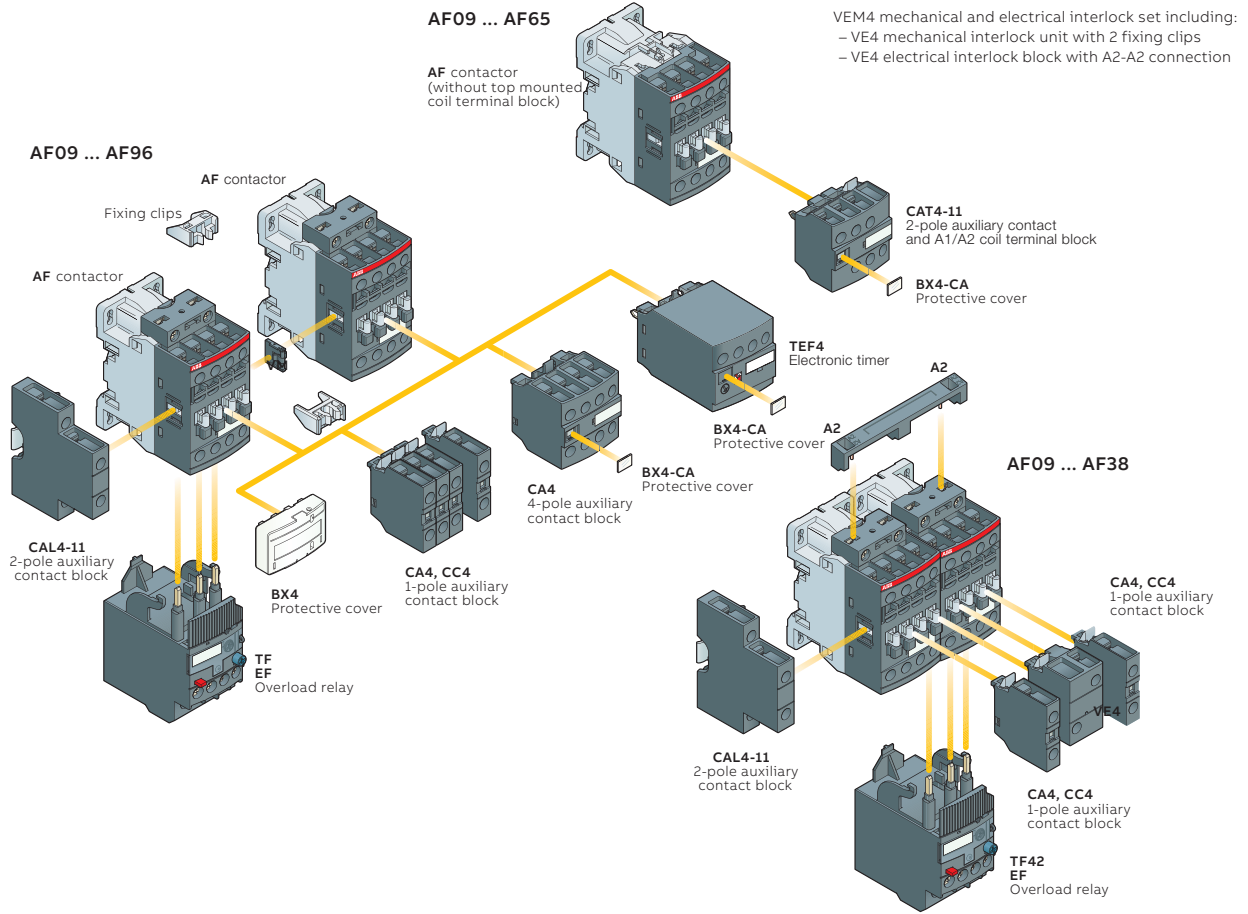 AF09 ... AF65
VEM4 mechanical and electrical interlock set including:
– VE4 mechanical interlock unit with 2 fixing clips
– VE4 electrical interlock block with A2-A2 connection
AF contactor
(without top mounted
coil terminal block)
ABB
AF09 ... AF96
AF contactor
Fixing clips
AF contactor
ABB
ABB
CAT4-11
2-pole auxiliary contact
and A1/A2 coil terminal block
BX4-CA
Protective cover
TEF4
Electronic timer
BX4-CA
Protective cover
A2
A2
AF09 ... AF38
CA4
4-pole auxiliary
contact block
BX4-CA
Protective cover
CAL4-11
2-pole auxiliary
contact block
BX4
Protective cover
CA4, CC4
1-pole auxiliary
contact block
TF
EF
Overload relay
ABB
ABB
CA4, CC4
1-pole auxiliary
contact block
VE4
CAL4-11
2-pole auxiliary
contact block
CA4, CC4
1-pole auxiliary
contact block
TF42
EF
Overload relay